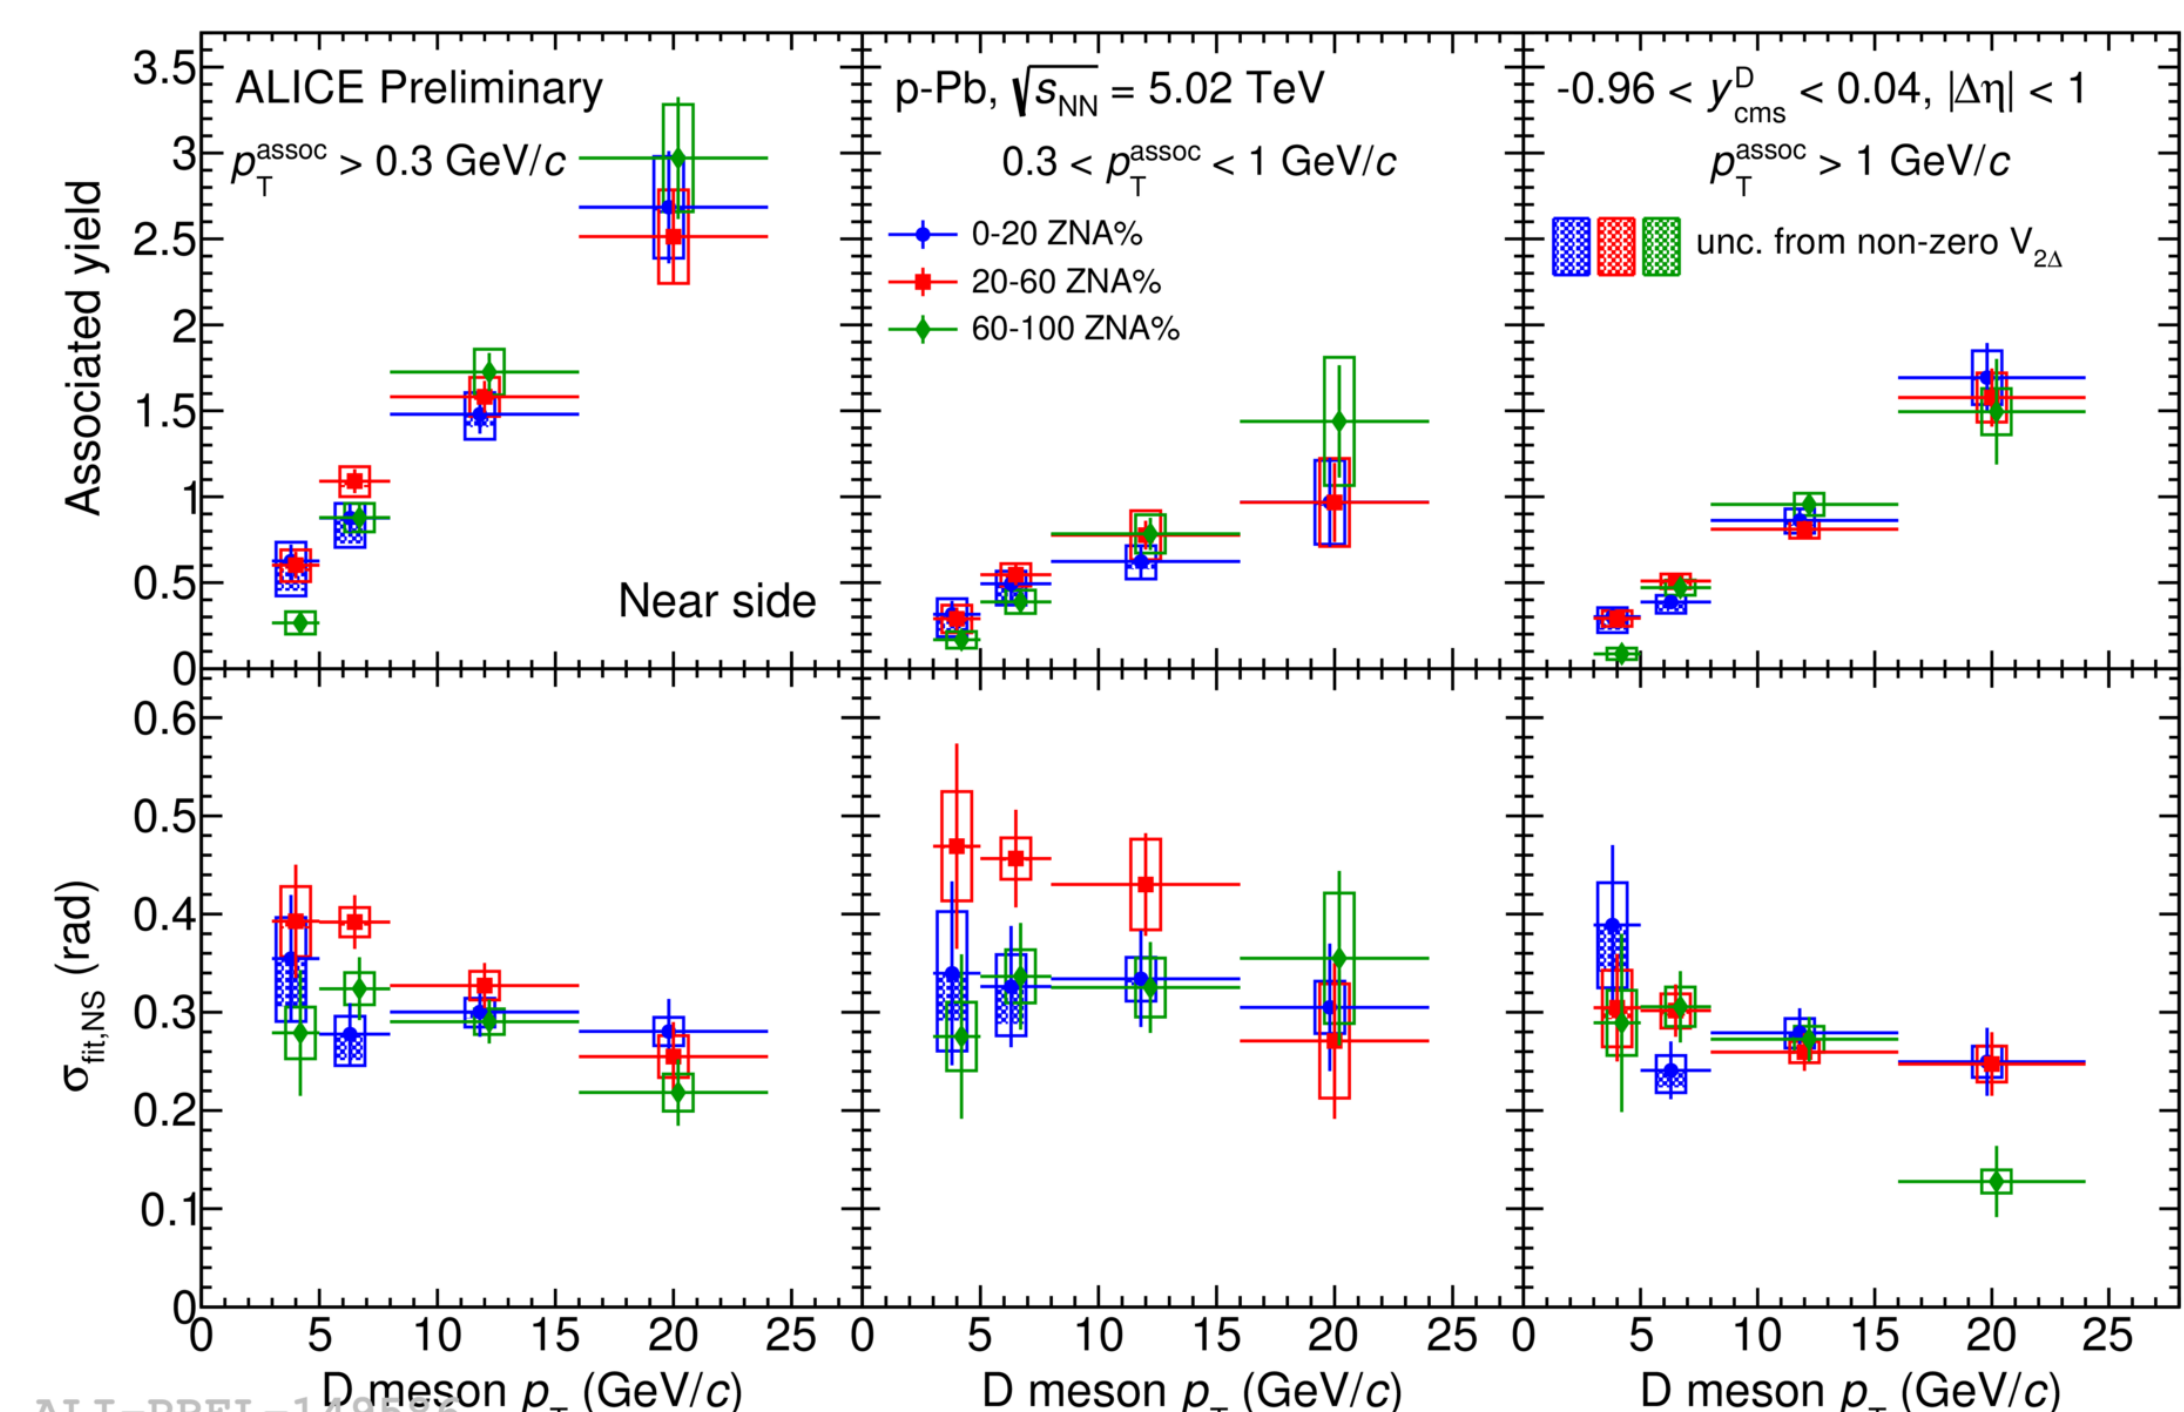 ALICE Preliminary
p_T^assoc > 0.3 GeV/c
Near side
p-Pb, √s_NN = 5.02 TeV
0.3 < p_T^assoc < 1 GeV/c
0-20 ZNA%
20-60 ZNA%
60-100 ZNA%
-0.96 < y^D_cms < 0.04, |Δη| < 1
p_T^assoc > 1 GeV/c
unc. from non-zero V_2Δ
Associated yield
3.5
3
2.5
2
1.5
1
0.5
0
σ_fit,NS (rad)
0.6
0.5
0.4
0.3
0.2
0.1
0
0 5 10 15 20 25 0 5 10 15 20 25 0 5 10 15 20 25
D meson p_T (GeV/c) D meson p_T (GeV/c) D meson p_T (GeV/c)
ALI-PREL-149586